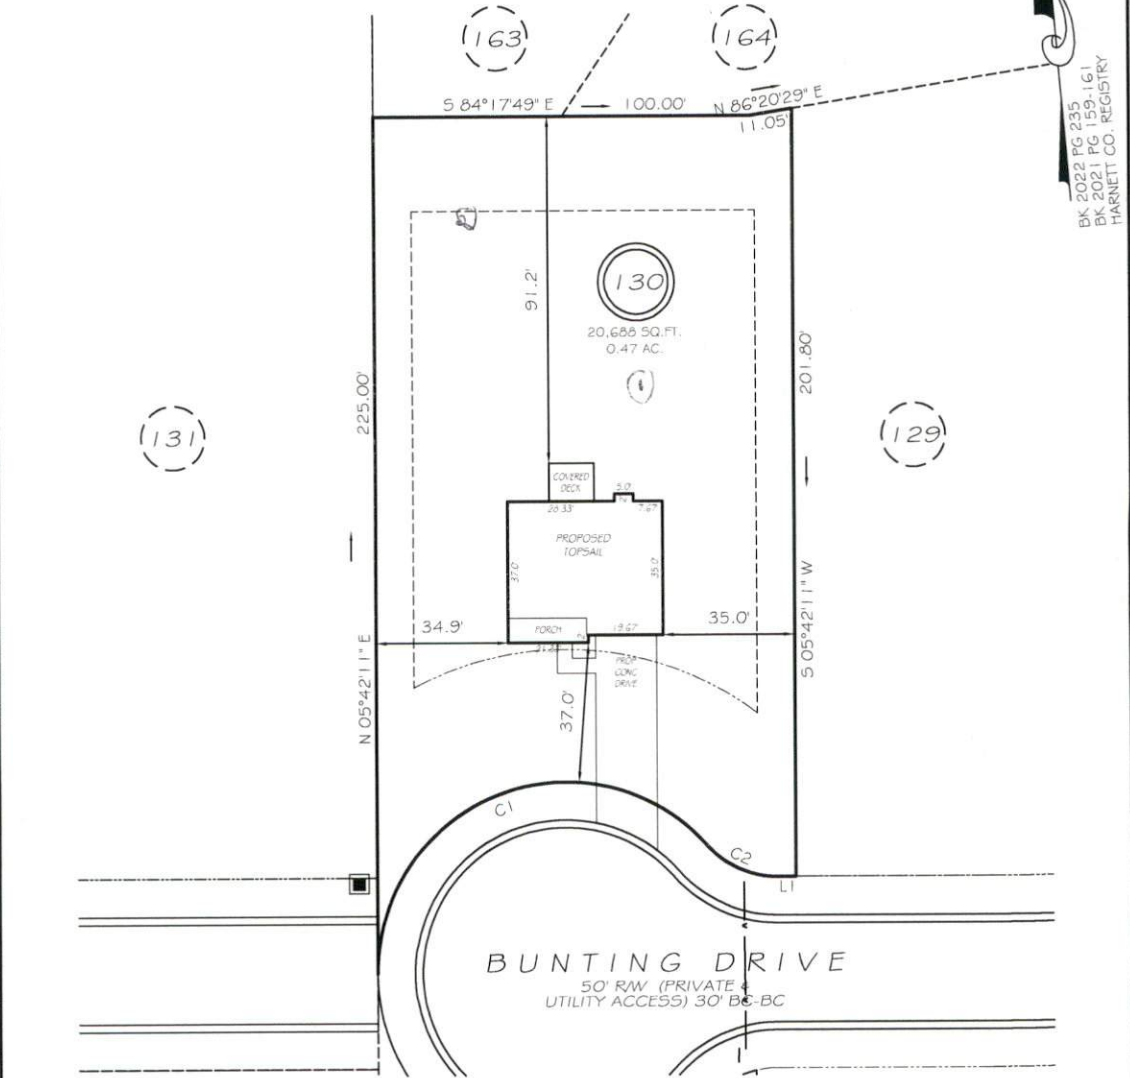 163
164
S 84°17'49" E
100.00'
N 86°20'29" E
11.05'
BK 2022 PG 235
BK 2021 PG 159-161
HARNETT CO. REGISTRY
91.2'
130
20,688 SQ.FT.
0.47 AC.
225.00'
201.80'
131
129
COVERED
DECK
5.0'
2'
28.33'
7.67'
PROPOSED
TOPSAIL
37.0'
35.0'
34.9'
PORCH
2'
19.67'
35.0'
PROP
CONC
DRIVE
N 05°42'11" E
S 05°42'11" W
37.0'
C1
C2
L1
BUNTING DRIVE
50' R/W (PRIVATE &
UTILITY ACCESS) 30' BC-BC